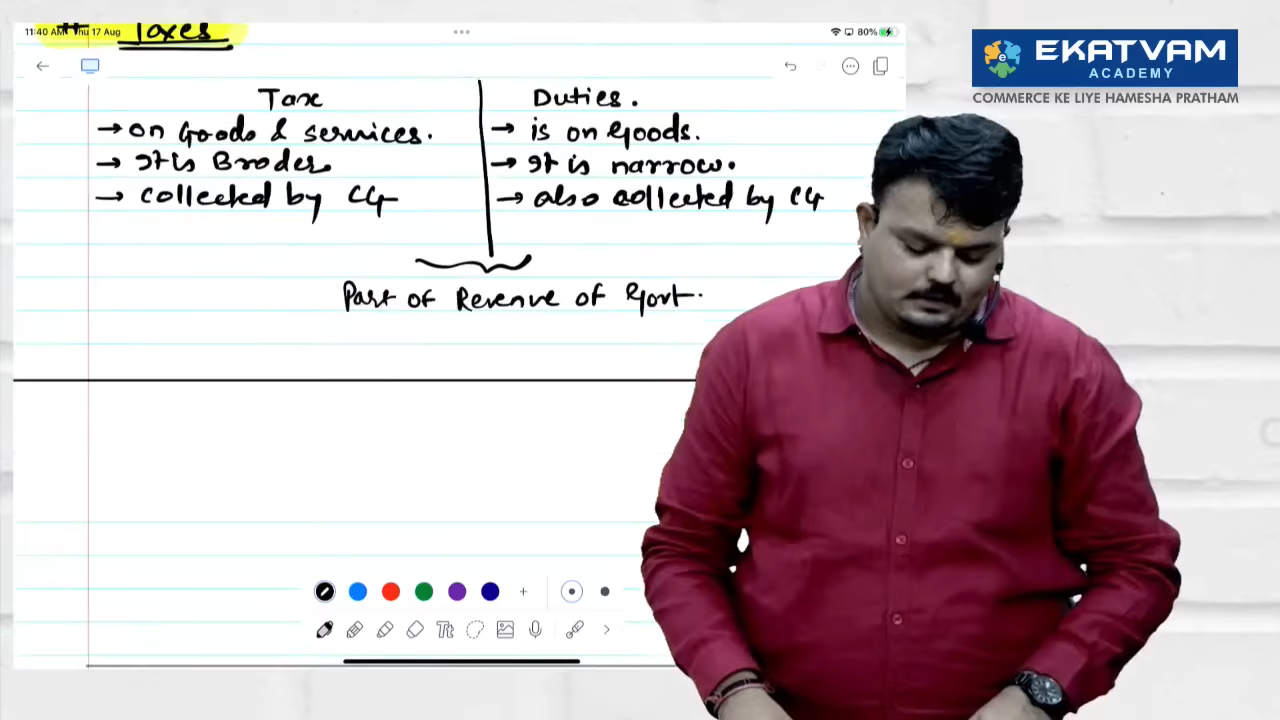 11:40 AM Thu 17 Aug
# Taxes
80%
EKATVAM
ACADEMY
COMMERCE KE LIYE HAMESHA PRATHAM
Tax
→ on Goods & services.
→ It is Broder
→ collected by CG
Duties.
→ is on Goods.
→ It is narrow.
→ also collected by CG
Part of Revenue of Govt.
Tt